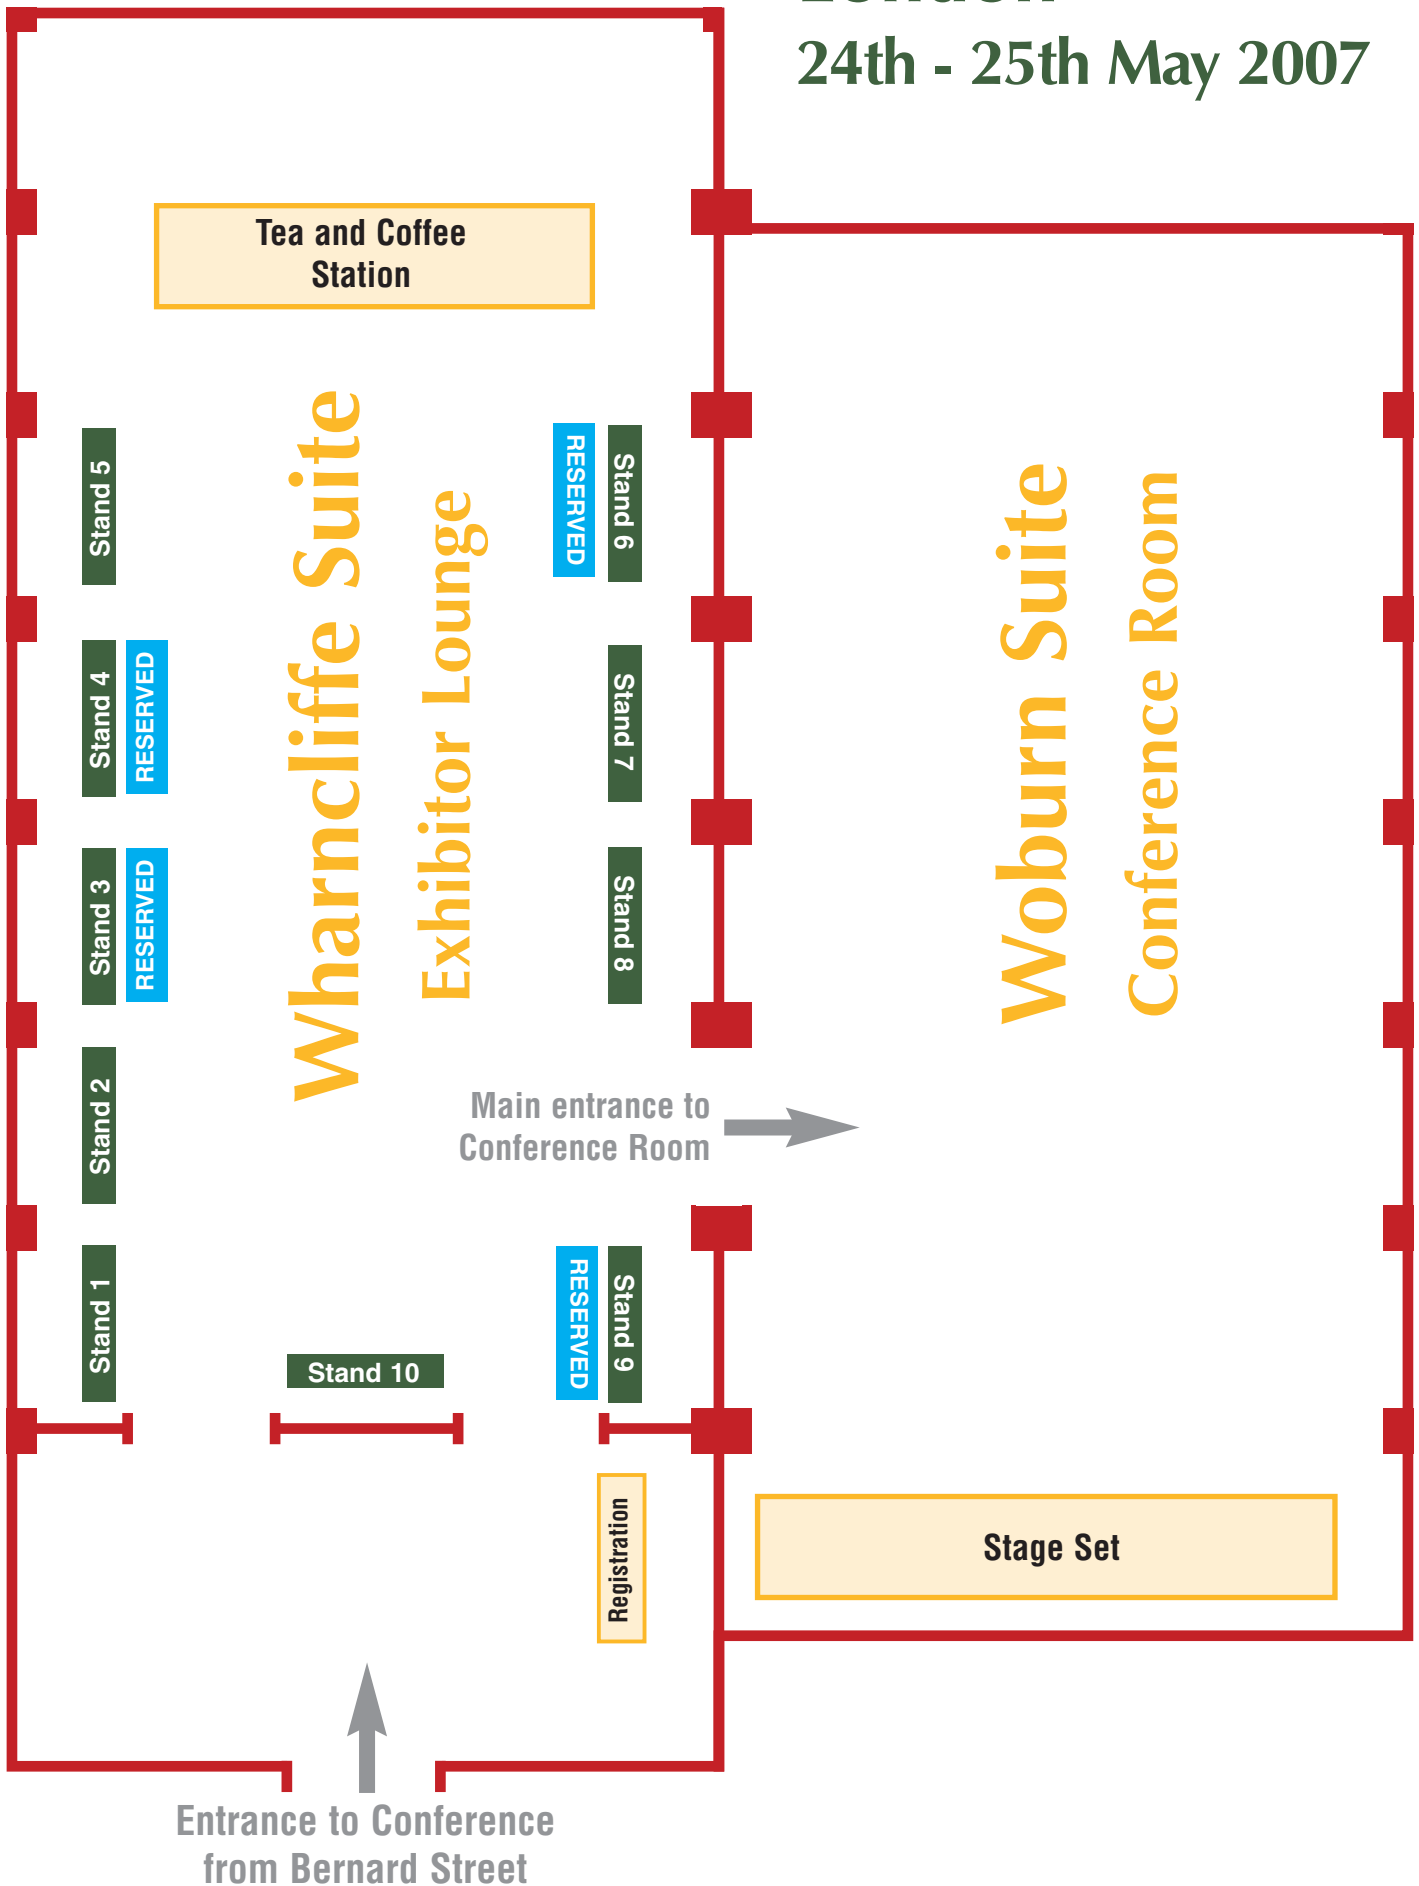 London
24th - 25th May 2007
Tea and Coffee
Station
Wharncliffe Suite
Exhibitor Lounge
Stand 5
Stand 4
RESERVED
Stand 3
RESERVED
Stand 2
Stand 1
RESERVED
Stand 6
Stand 7
Stand 8
RESERVED
Stand 9
Stand 10
Woburn Suite
Conference Room
Main entrance to
Conference Room
Registration
Stage Set
Entrance to Conference
from Bernard Street